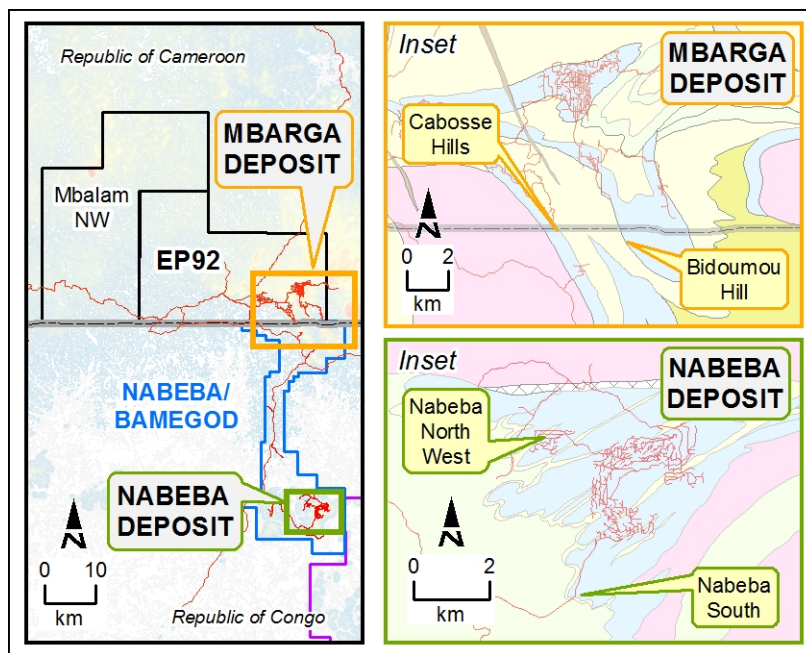 Republic of Cameroon
MBARGA
DEPOSIT
Mbalam
NW
EP92
NABEBA/
BAMEGOD
NABEBA
DEPOSIT
N
0 10
km
Republic of Congo
Inset
MBARGA
DEPOSIT
Cabosse
Hills
N
0 2
km
Bidoumou
Hill
Inset
NABEBA
DEPOSIT
Nabeba
North
West
N
0 2
km
Nabeba
South